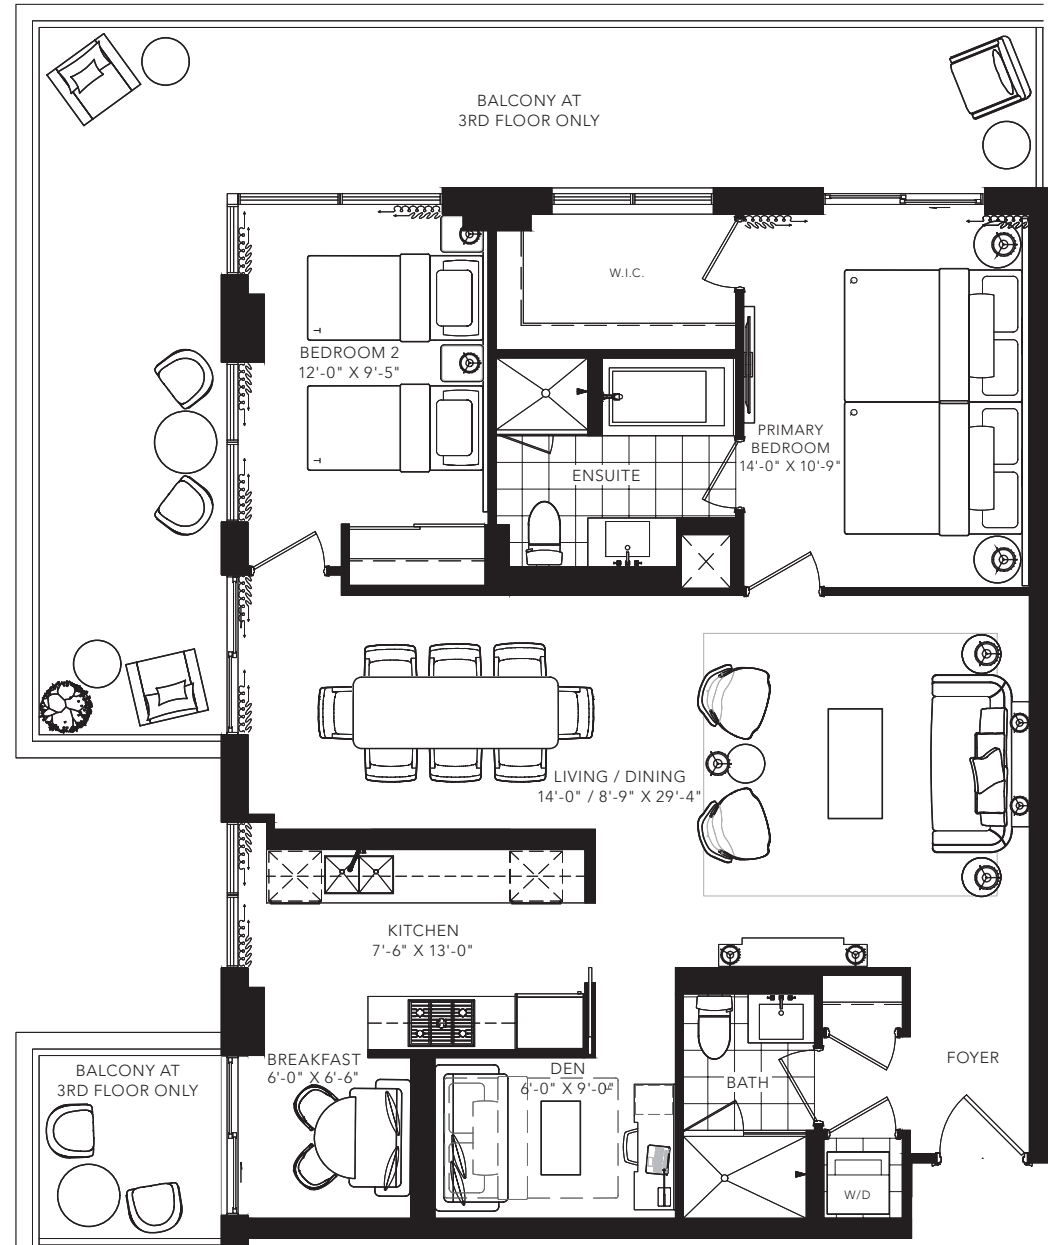 BALCONY AT
3RD FLOOR ONLY
W.I.C.
BEDROOM 2
12'-0" X 9'-5"
PRIMARY
BEDROOM
14'-0" X 10'-9"
ENSUITE
LIVING / DINING
14'-0" / 8'-9" X 29'-4"
KITCHEN
7'-6" X 13'-0"
BREAKFAST
6'-0" X 6'-6"
DEN
6'-0" X 9'-0"
BATH
FOYER
BALCONY AT
3RD FLOOR ONLY
W/D